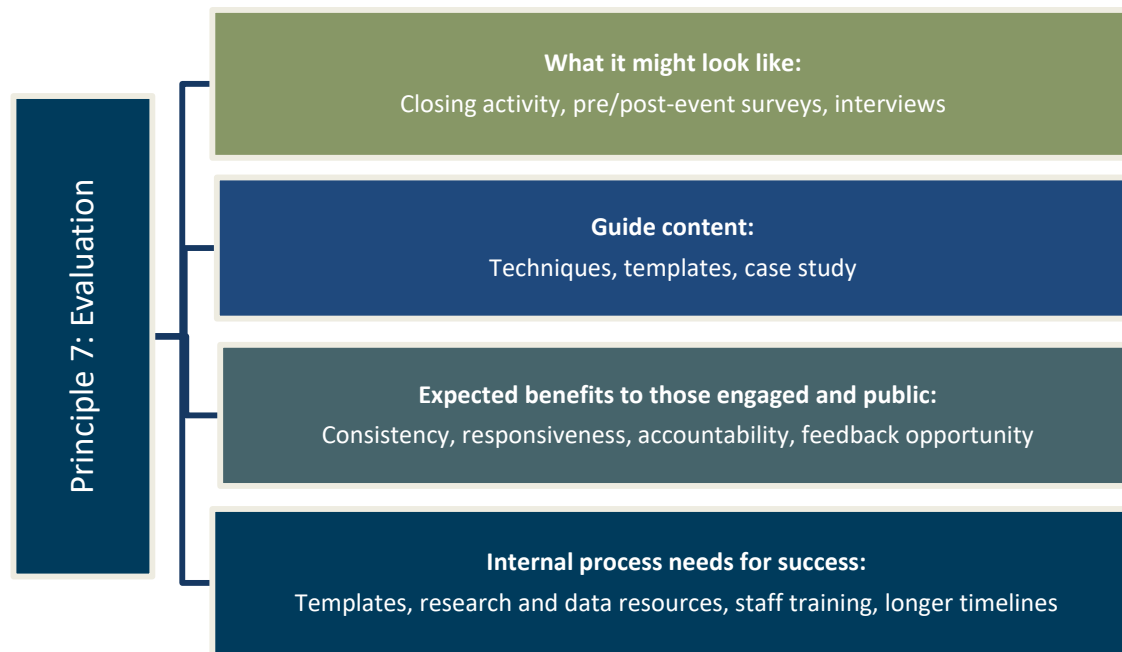 Principle 7: Evaluation
What it might look like:
Closing activity, pre/post-event surveys, interviews
Guide content:
Techniques, templates, case study
Expected benefits to those engaged and public:
Consistency, responsiveness, accountability, feedback opportunity
Internal process needs for success:
Templates, research and data resources, staff training, longer timelines